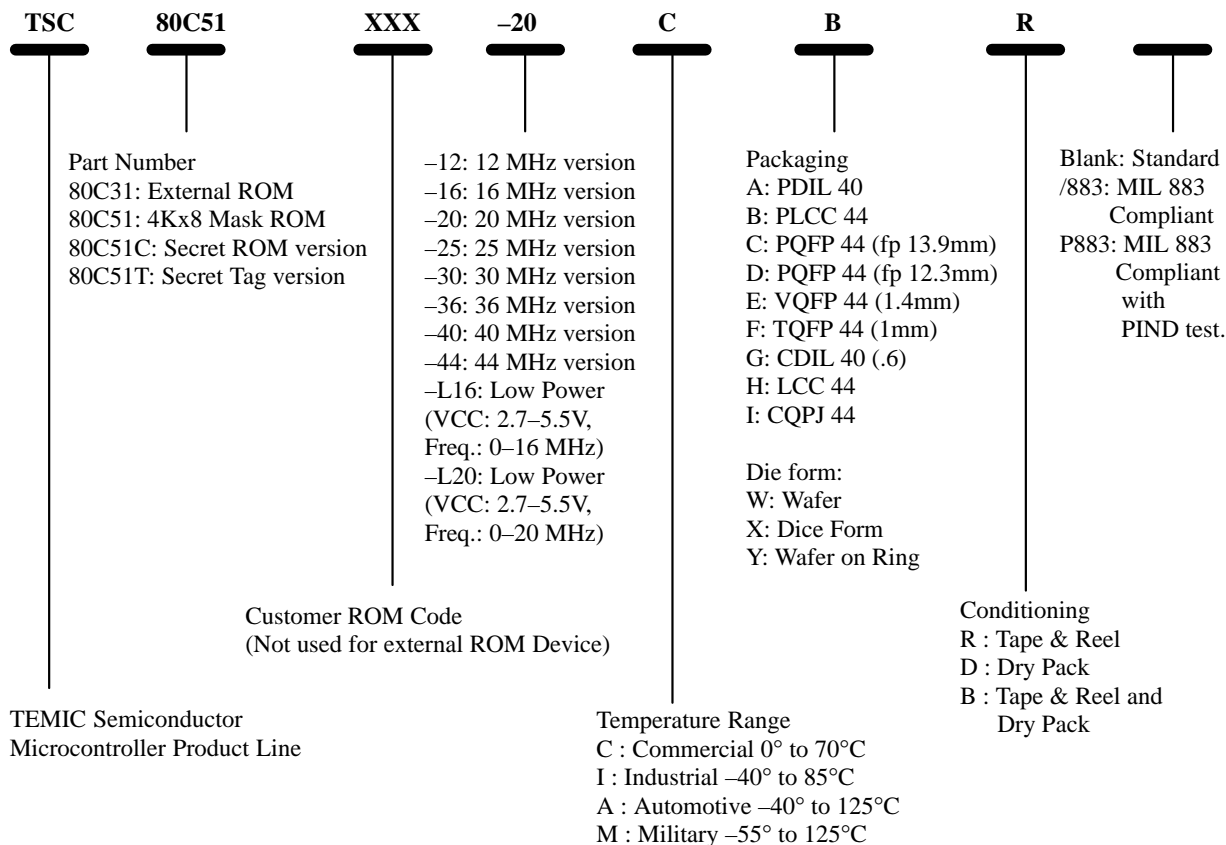 TSC 80C51 XXX –20 C B R
Part Number
80C31: External ROM
80C51: 4Kx8 Mask ROM
80C51C: Secret ROM version
80C51T: Secret Tag version
–12: 12 MHz version
–16: 16 MHz version
–20: 20 MHz version
–25: 25 MHz version
–30: 30 MHz version
–36: 36 MHz version
–40: 40 MHz version
–44: 44 MHz version
–L16: Low Power
(VCC: 2.7–5.5V,
Freq.: 0–16 MHz)
–L20: Low Power
(VCC: 2.7–5.5V,
Freq.: 0–20 MHz)
Packaging
A: PDIL 40
B: PLCC 44
C: PQFP 44 (fp 13.9mm)
D: PQFP 44 (fp 12.3mm)
E: VQFP 44 (1.4mm)
F: TQFP 44 (1mm)
G: CDIL 40 (.6)
H: LCC 44
I: CQPJ 44
Die form:
W: Wafer
X: Dice Form
Y: Wafer on Ring
Blank: Standard
/883: MIL 883
Compliant
P883: MIL 883
Compliant
with
PIND test.
Customer ROM Code
(Not used for external ROM Device)
Conditioning
R : Tape & Reel
D : Dry Pack
B : Tape & Reel and
Dry Pack
TEMIC Semiconductor
Microcontroller Product Line
Temperature Range
C : Commercial 0° to 70°C
I : Industrial –40° to 85°C
A : Automotive –40° to 125°C
M : Military –55° to 125°C